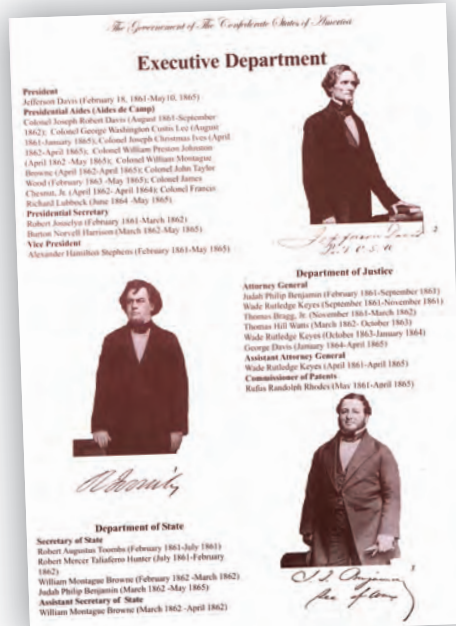 The Governement of The Confederate States of America
Executive Department
President
Jefferson Davis (February 18, 1861-May10, 1865)
Presidential Aides (Aides de Camp)
Colonel Joseph Robert Davis (August 1861-September
1862); Colonel George Washington Custis Lee (August
1861-January 1865); Colonel Joseph Christmas Ives (April
1862-April 1865); Colonel William Preston Johnston
(April 1862 -May 1865); Colonel William Montague
Browne (April 1862-April 1865); Colonel John Taylor
Wood (February 1863 -May 1865); Colonel James
Chesnut, Jr. (April 1862- April 1864); Colonel Francis
Richard Lubbock (June 1864 -May 1865)
Presidential Secretary
Robert Josselyn (February 1861-March 1862)
Burton Norvell Harrison (March 1862-May 1865)
Vice President
Alexander Hamilton Stephens (February 1861-May 1865)
Jefferson Davis
2
Department of Justice
Attorney General
Judah Philip Benjamin (February 1861-September 1861)
Wade Rutledge Keyes (September 1861-November 1861)
Thomas Bragg, Jr. (November 1861-March 1862)
Thomas Hill Watts (March 1862- October 1863)
Wade Rutledge Keyes (October 1863-January 1864)
George Davis (January 1864-April 1865)
Assistant Attorney General
Wade Rutledge Keyes (April 1861-April 1865)
Commissioner of Patents
Rufus Randolph Rhodes (May 1861-April 1865)
Department of State
Secretary of State
Robert Augustus Toombs (February 1861-July 1861)
Robert Mercer Taliaferro Hunter (July 1861-February
1862)
William Montague Browne (February 1862 -March 1862)
Judah Philip Benjamin (March 1862 -May 1865)
Assistant Secretary of State
William Montague Browne (March 1862 -April 1862)